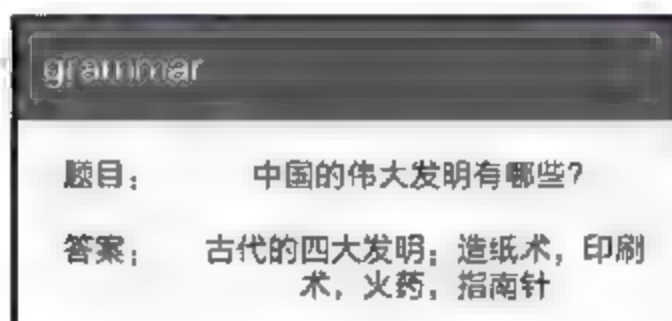 grammar
题目： 中国的伟大发明有哪些？
答案： 古代的四大发明：造纸术，印刷
术，火药，指南针